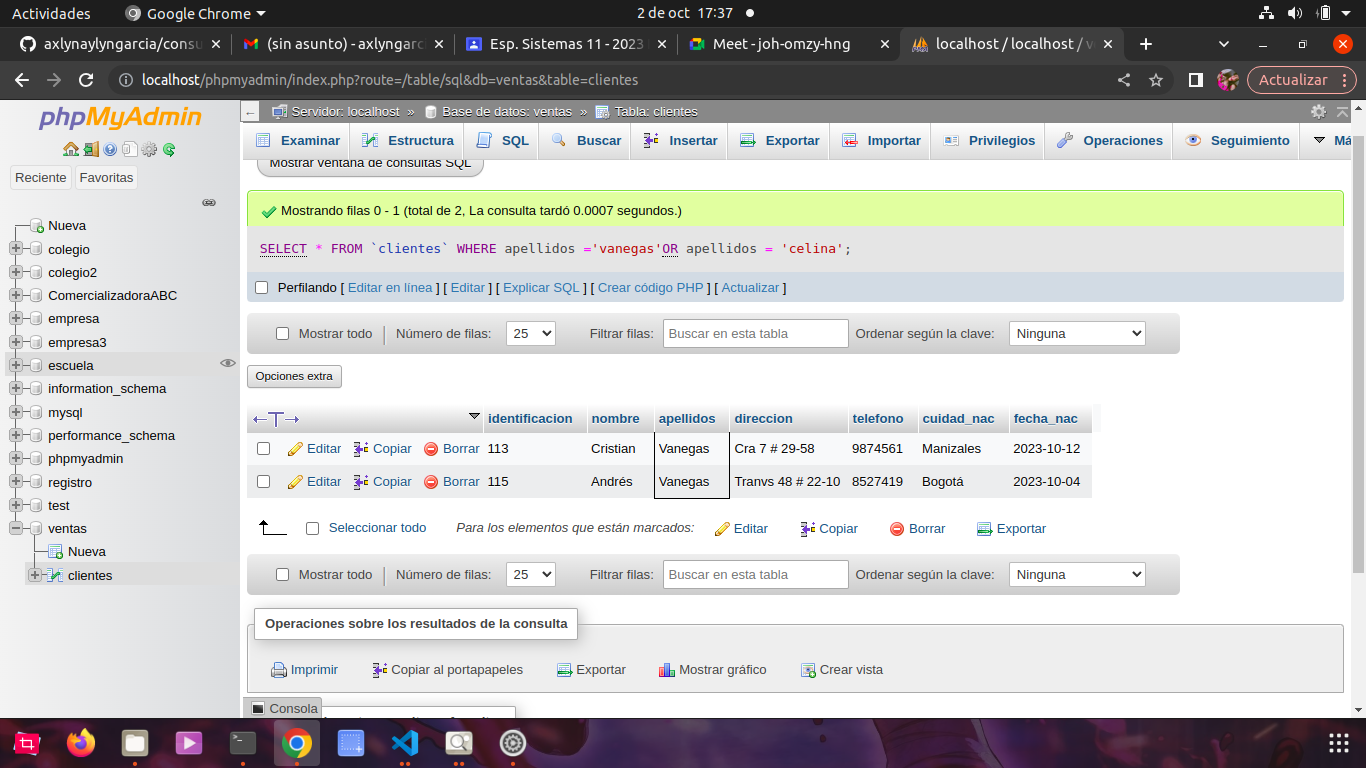 Actividades Google Chrome 2 de oct 17:37
axlynaylyngarcia/consu (sin asunto) - axlyngarc Esp. Sistemas 11 - 2023 Meet - joh-omzy-hng localhost / localhost / v
localhost/phpmyadmin/index.php?route=/table/sql&db=ventas&table=clientes Actualizar
phpMyAdmin
Reciente Favoritas
Nueva
colegio
colegio2
ComercializadoraABC
empresa
empresa3
escuela
information_schema
mysql
performance_schema
phpmyadmin
registro
test
ventas
Nueva
clientes
Servidor: localhost » Base de datos: ventas » Tabla: clientes
Examinar Estructura SQL Buscar Insertar Exportar Importar Privilegios Operaciones Seguimiento Má
Mostrar ventana de consultas SQL
Mostrando filas 0 - 1 (total de 2, La consulta tardó 0.0007 segundos.)
SELECT * FROM `clientes` WHERE apellidos ='vanegas'OR apellidos = 'celina';
Perfilando [ Editar en línea ] [ Editar ] [ Explicar SQL ] [ Crear código PHP ] [ Actualizar ]
Mostrar todo Número de filas: 25 Filtrar filas: Buscar en esta tabla Ordenar según la clave: Ninguna
Opciones extra
←T→ identificacion nombre apellidos direccion telefono cuidad_nac fecha_nac
Editar Copiar Borrar 113 Cristian Vanegas Cra 7 # 29-58 9874561 Manizales 2023-10-12
Editar Copiar Borrar 115 Andrés Vanegas Tranvs 48 # 22-10 8527419 Bogotá 2023-10-04
Seleccionar todo Para los elementos que están marcados: Editar Copiar Borrar Exportar
Mostrar todo Número de filas: 25 Filtrar filas: Buscar en esta tabla Ordenar según la clave: Ninguna
Operaciones sobre los resultados de la consulta
Imprimir Copiar al portapapeles Exportar Mostrar gráfico Crear vista
Consola